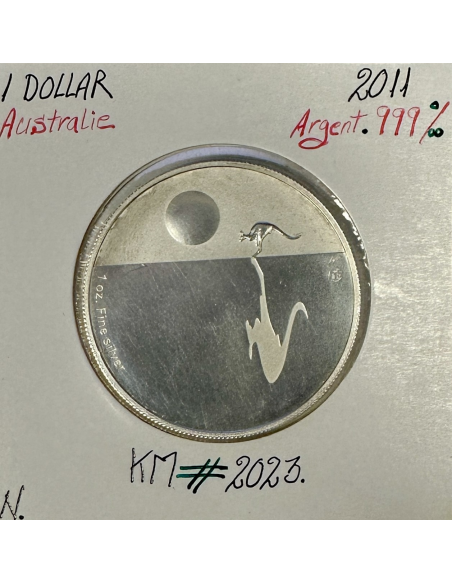 1 DOLLAR 2011
Australie Argent. 999‰
1 oz. Fine silver
KM # 2023.
N.